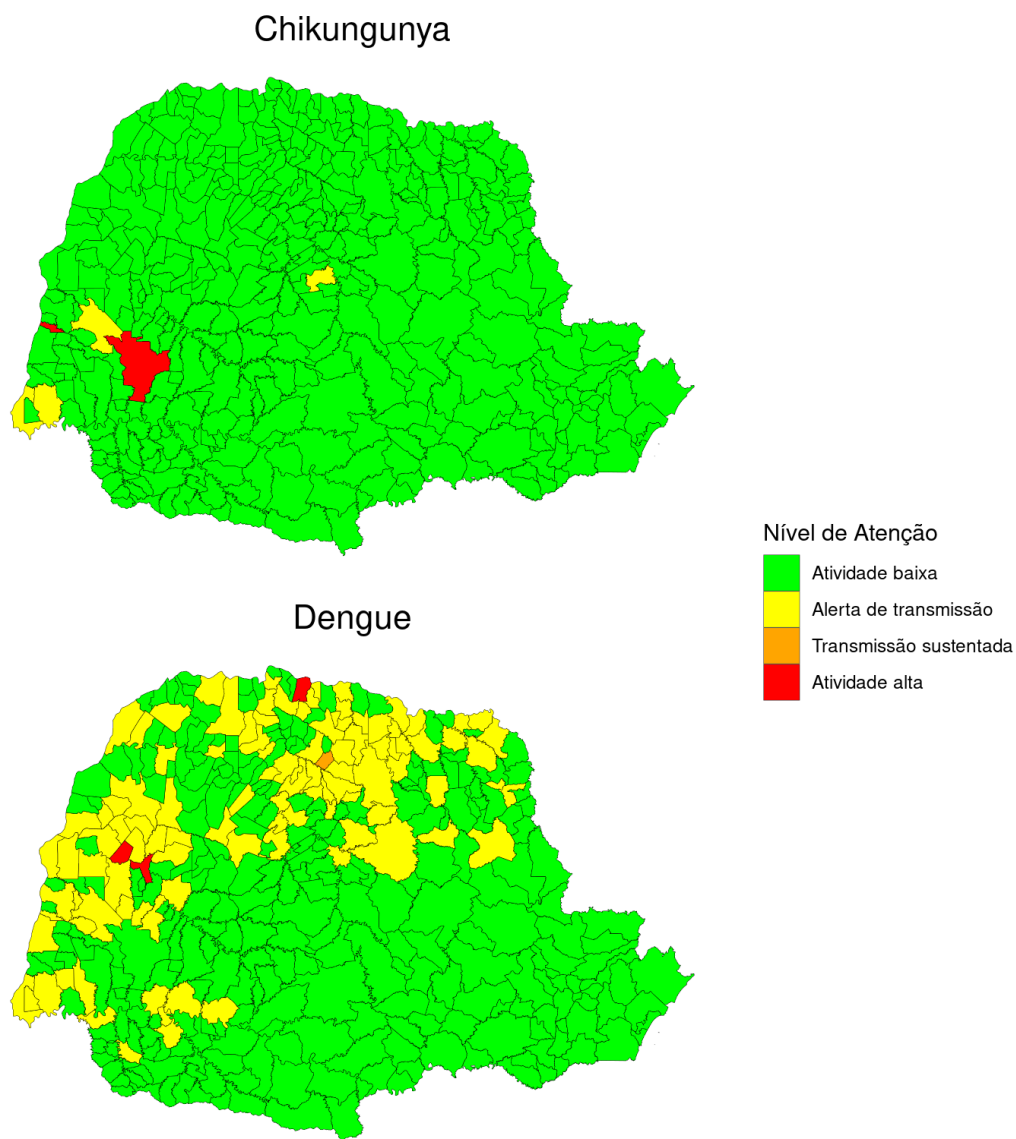 Chikungunya
Dengue
Nível de Atenção
Atividade baixa
Alerta de transmissão
Transmissão sustentada
Atividade alta